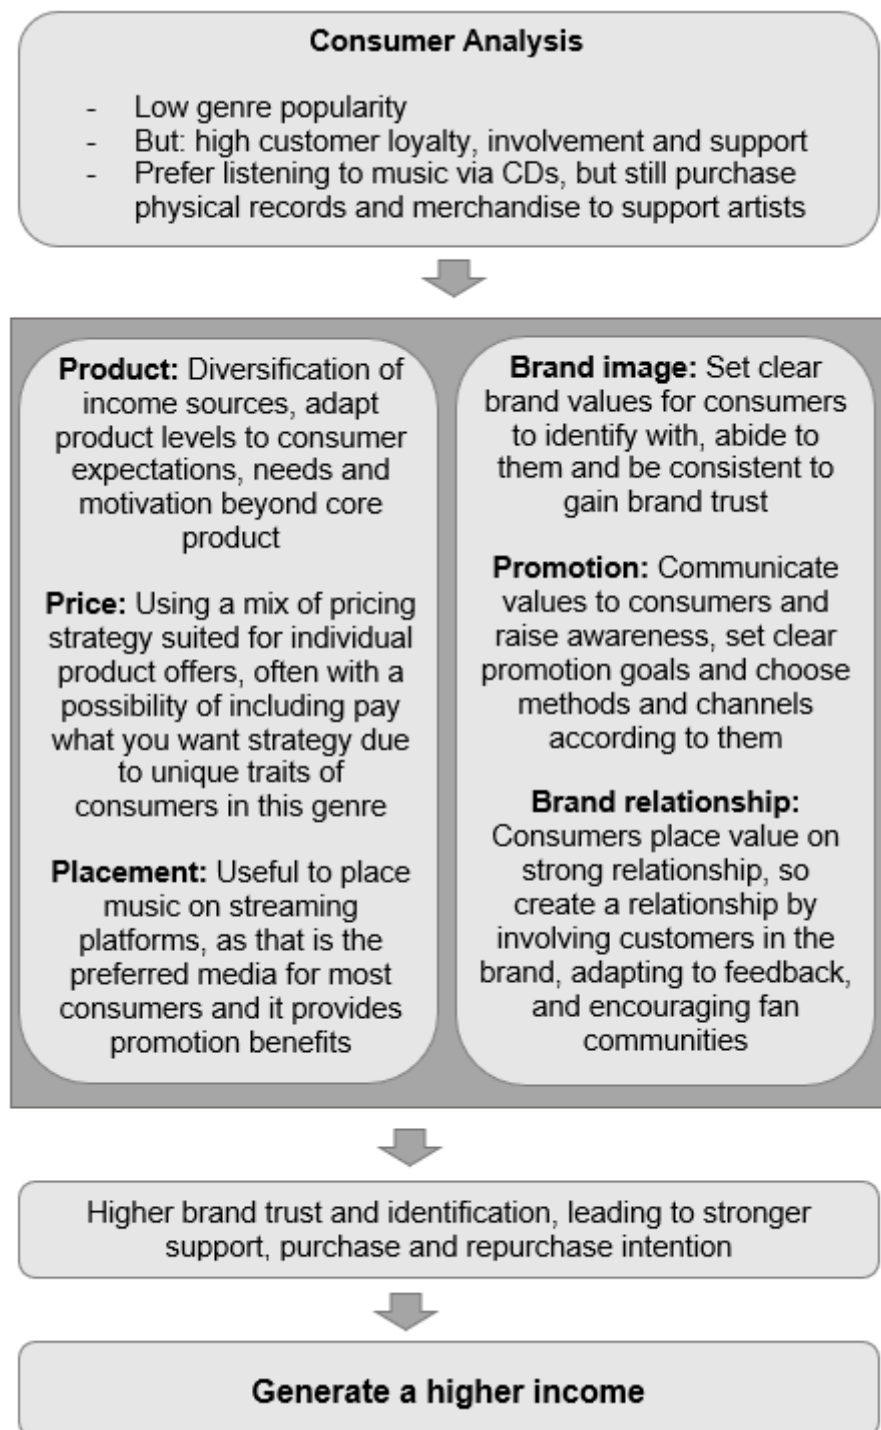 Consumer Analysis
- Low genre popularity
- But: high customer loyalty, involvement and support
- Prefer listening to music via CDs, but still purchase
physical records and merchandise to support artists
Product: Diversification of
income sources, adapt
product levels to consumer
expectations, needs and
motivation beyond core
product
Price: Using a mix of pricing
strategy suited for individual
product offers, often with a
possibility of including pay
what you want strategy due
to unique traits of
consumers in this genre
Placement: Useful to place
music on streaming
platforms, as that is the
preferred media for most
consumers and it provides
promotion benefits
Brand image: Set clear
brand values for consumers
to identify with, abide to
them and be consistent to
gain brand trust
Promotion: Communicate
values to consumers and
raise awareness, set clear
promotion goals and choose
methods and channels
according to them
Brand relationship:
Consumers place value on
strong relationship, so
create a relationship by
involving customers in the
brand, adapting to feedback,
and encouraging fan
communities
Higher brand trust and identification, leading to stronger
support, purchase and repurchase intention
Generate a higher income